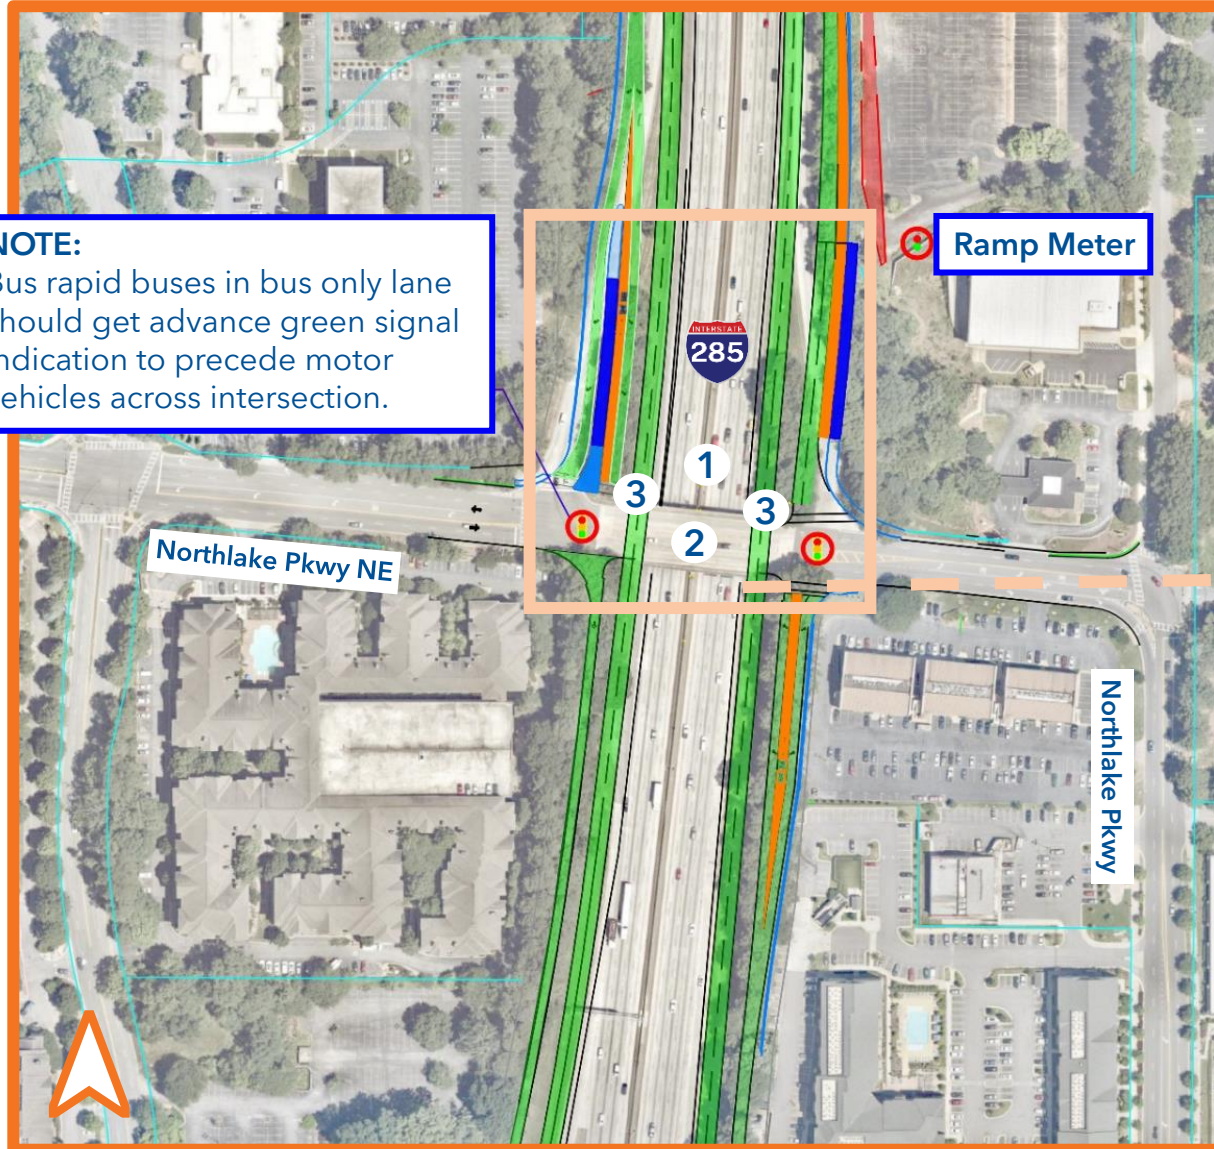 NOTE:
Bus rapid buses in bus only lane
should get advance green signal
indication to precede motor
vehicles across intersection.
Ramp Meter
INTERSTATE
285
1
3
3
2
Northlake Pkwy NE
Northlake Pkwy